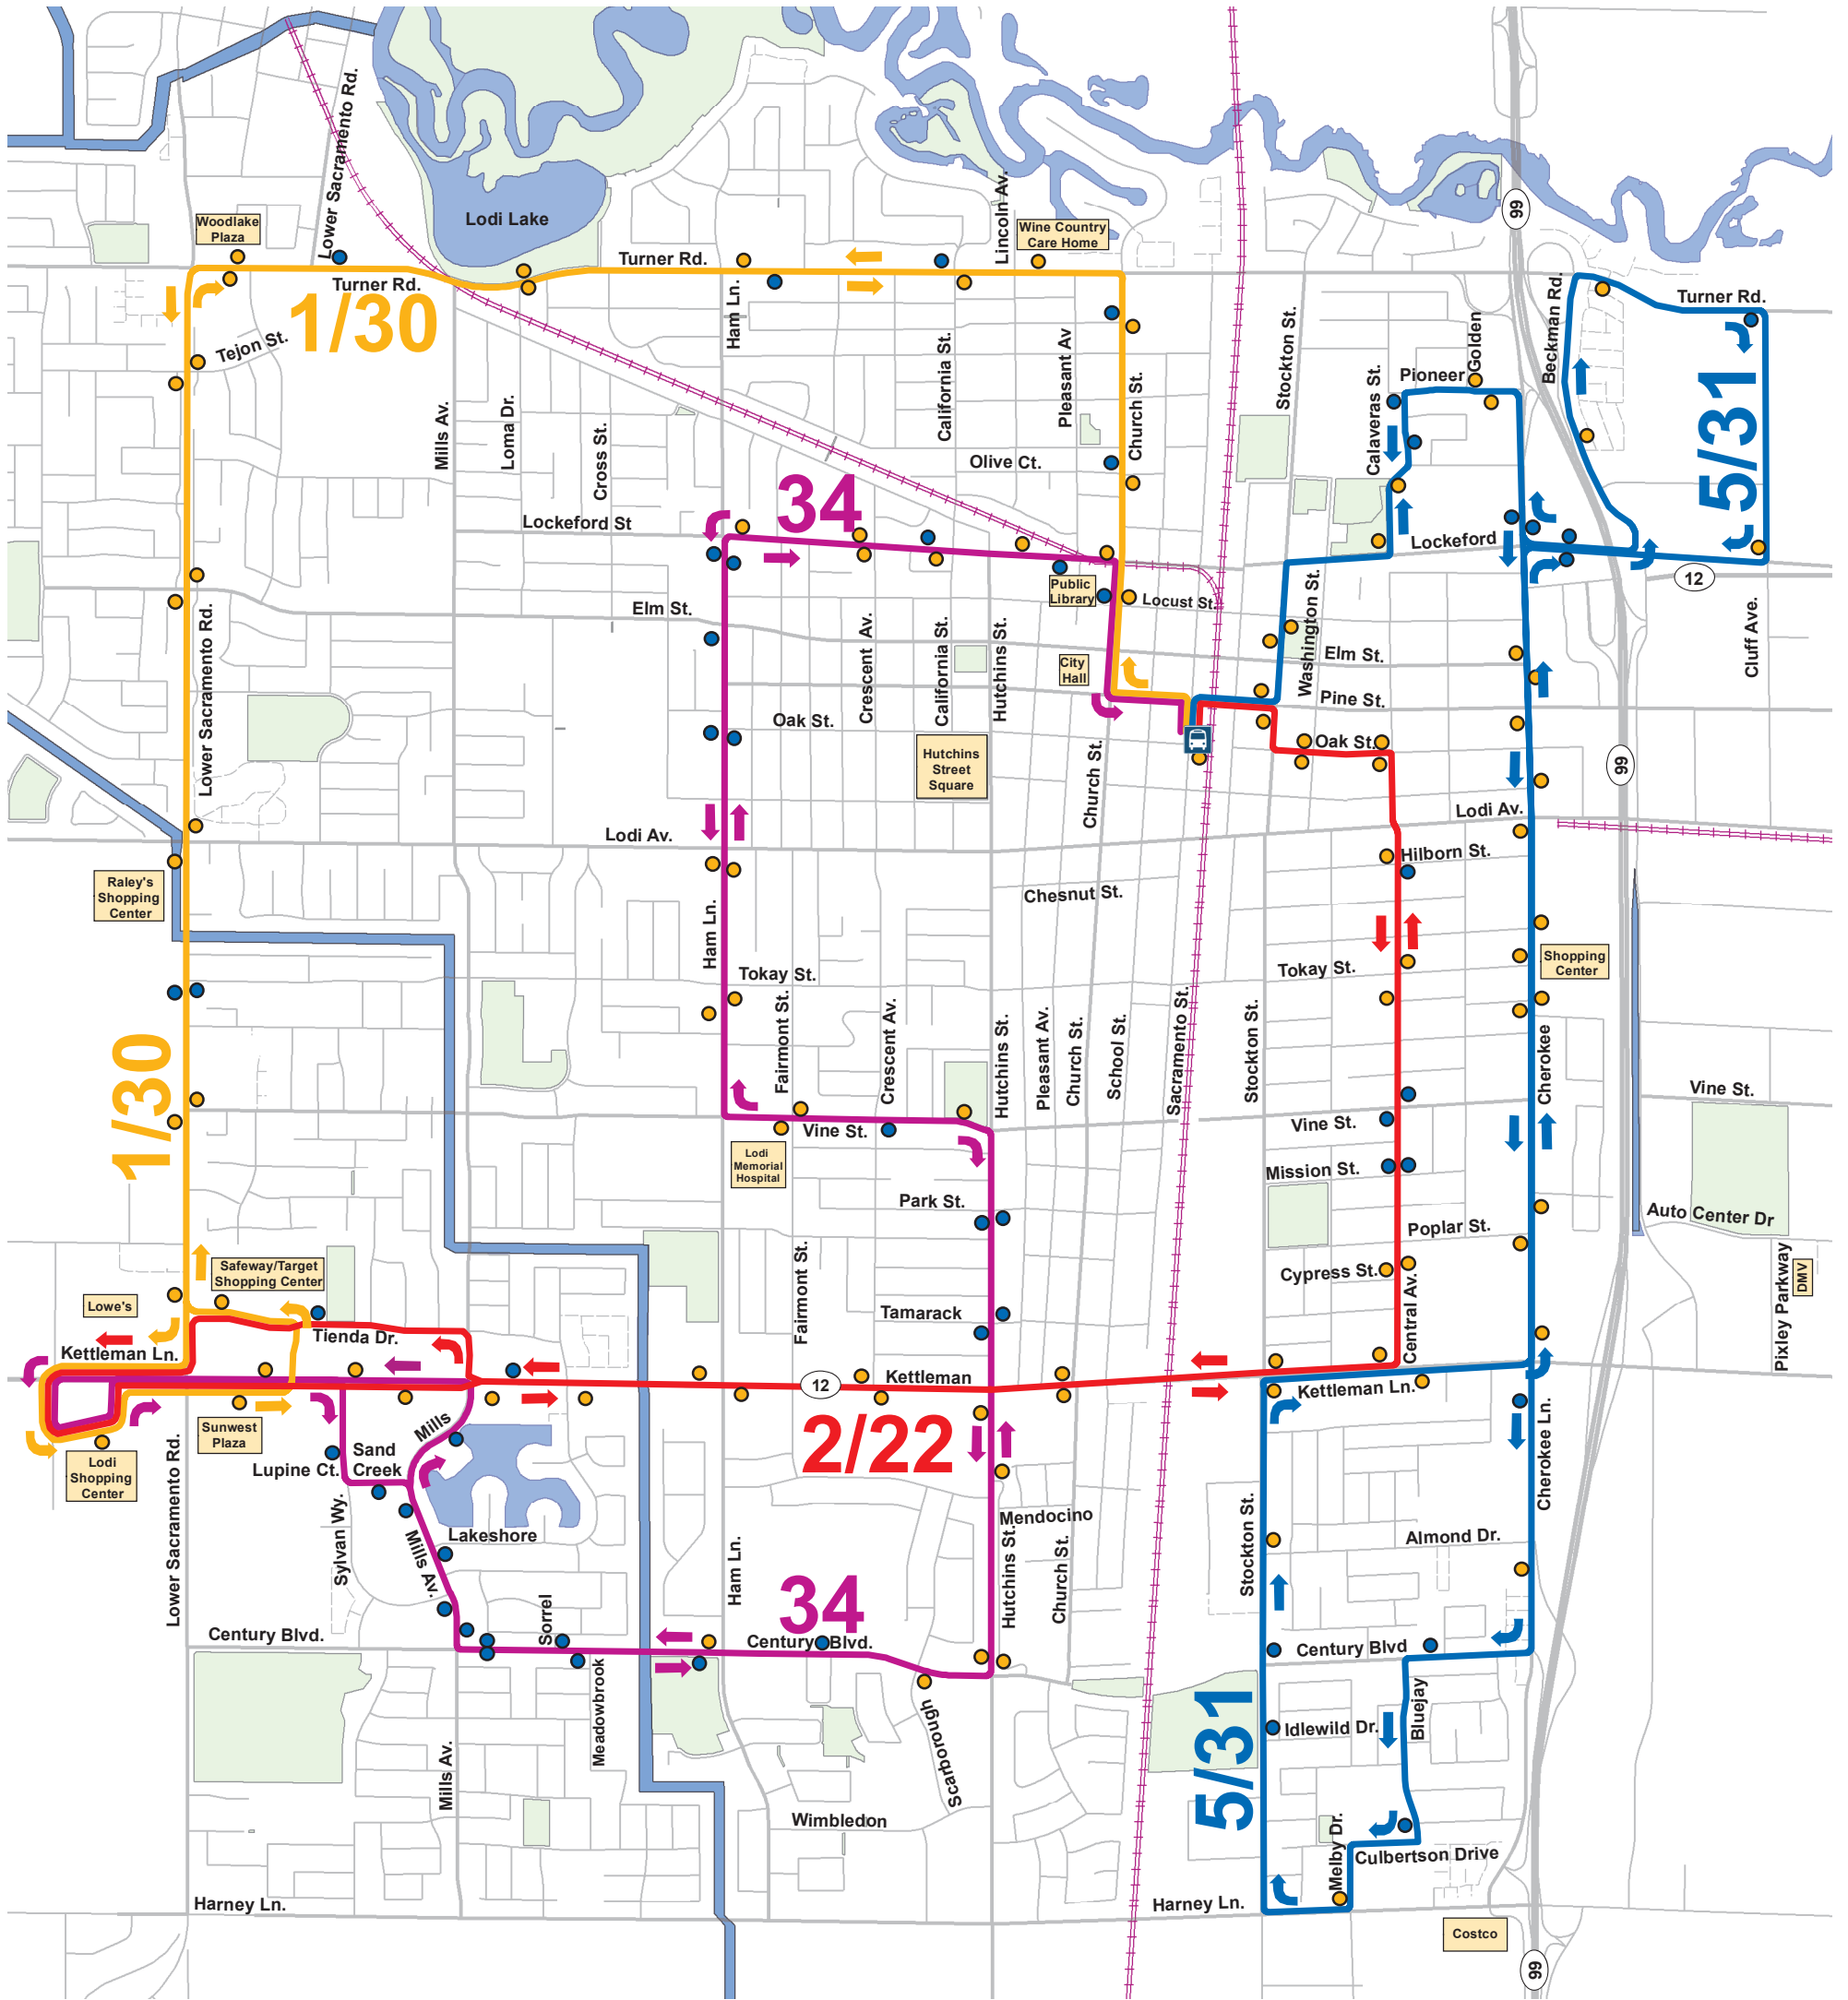 Lower Sacramento Rd.
99
Woodlake
Plaza
Lodi Lake
Lincoln Av.
Wine Country
Care Home
Turner Rd.
Turner Rd.
1/30
Tejon St.
Ham Ln.
California St.
Pleasant Av
Church St.
Stockton St.
Calaveras St.
Pioneer
Golden
Beckman Rd.
Turner Rd.
5/31
Mills Av.
Loma Dr.
Cross St.
Olive Ct.
34
Lockeford St
Lockeford
12
Public
Library
Locust St.
Elm St.
Lower Sacramento Rd.
Crescent Av.
California St.
Hutchins St.
City
Hall
Washington St.
Elm St.
Cluff Ave.
Pine St.
Oak St.
Oak St.
Hutchins
Street
Square
Church St.
99
Lodi Av.
Lodi Av.
Hilborn St.
Raley's
Shopping
Center
Chesnut St.
Ham Ln.
Tokay St.
Tokay St.
Shopping
Center
1/30
Fairmont St.
Crescent Av.
Hutchins St.
Pleasant Av.
Church St.
School St.
Sacramento St.
Stockton St.
Cherokee
Vine St.
Vine St.
Vine St.
Lodi
Memorial
Hospital
Mission St.
Park St.
Auto Center Dr
Poplar St.
Fairmont St.
Safeway/Target
Shopping Center
Cypress St.
Central Av.
Pixley Parkway
DMV
Lowe's
Tamarack
Tienda Dr.
Kettleman Ln.
12
Kettleman
Kettleman Ln.
2/22
Sunwest
Plaza
Mills
Lodi
Shopping
Center
Lupine Ct.
Sand
Creek
Lower Sacramento Rd.
Sylvan Wy.
Mills Av.
Lakeshore
Ham Ln.
Mendocino
Hutchins St.
Church St.
Stockton St.
Almond Dr.
Cherokee Ln.
34
Sorrel
Century Blvd.
Century Blvd.
Century Blvd
Meadowbrook
Scarborough
5/31
Idlewild Dr.
Bluejay
Mills Av.
Wimbledon
Melby Dr.
Culbertson Drive
Harney Ln.
Harney Ln.
Costco
99